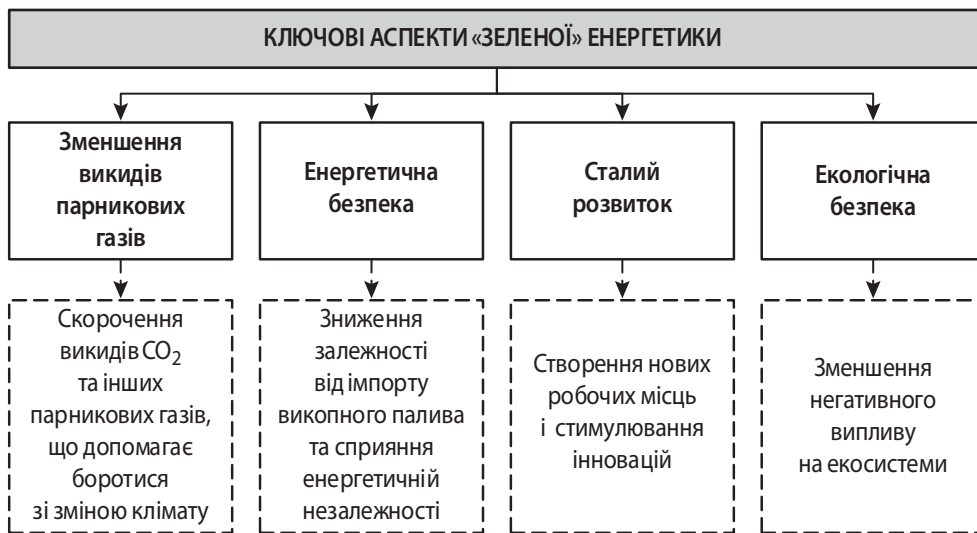 КЛЮЧОВІ АСПЕКТИ «ЗЕЛЕНОЇ» ЕНЕРГЕТИКИ
Зменшення
викидів
парникових
газів
Енергетична
безпека
Сталий
розвиток
Екологічна
безпека
Скорочення
викидів CO₂
та інших
парникових газів,
що допомагає
боротися
зі зміною клімату
Зниження
залежності
від імпорту
викопного палива
та сприяння
енергетичній
незалежності
Створення нових
робочих місць
і стимулювання
інновацій
Зменшення
негативного
випливу
на екосистеми